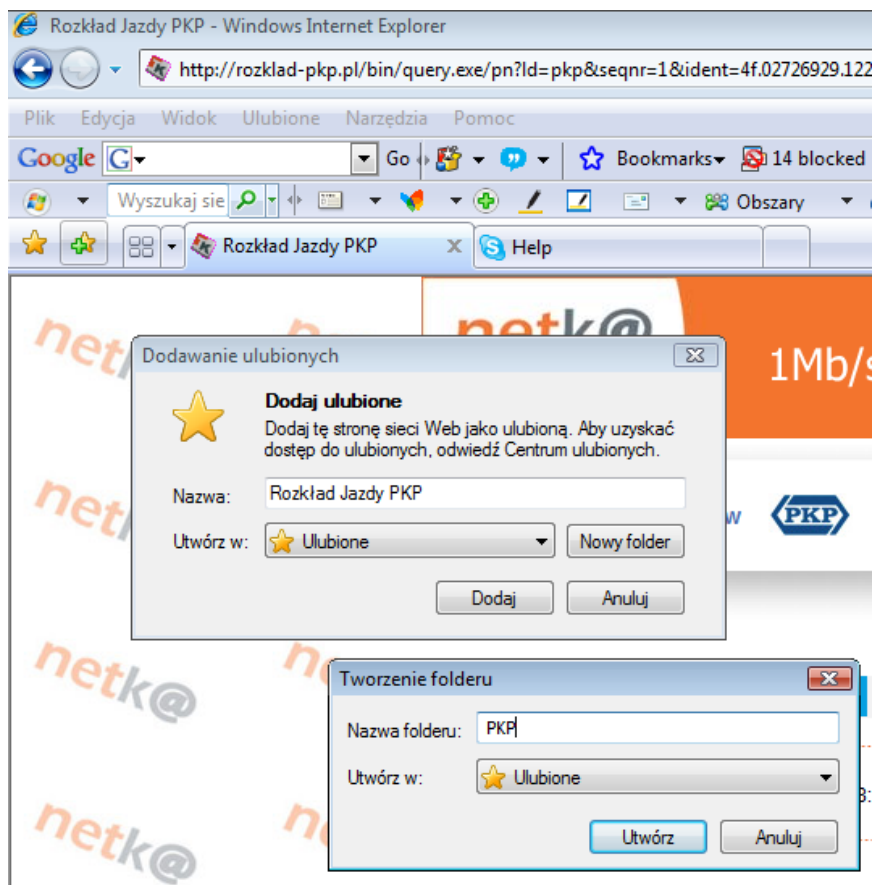 Rozkład Jazdy PKP - Windows Internet Explorer
http://rozklad-pkp.pl/bin/query.exe/pn?ld=pkp&seqnr=1&ident=4f.02726929.122
Plik Edycja Widok Ulubione Narzędzia Pomoc
Google G Go Bookmarks 14 blocked
Wyszukaj sie Obszary
Rozkład Jazdy PKP x Help
netk@
1Mb/s
Dodawanie ulubionych
Dodaj ulubione
Dodaj tę stronę sieci Web jako ulubioną. Aby uzyskać
dostęp do ulubionych, odwiedź Centrum ulubionych.
Nazwa: Rozkład Jazdy PKP
w PKP
Utwórz w: Ulubione Nowy folder
Dodaj Anuluj
netk@
Tworzenie folderu
Nazwa folderu: PKP
Utwórz w: Ulubione
Utwórz Anuluj
netk@